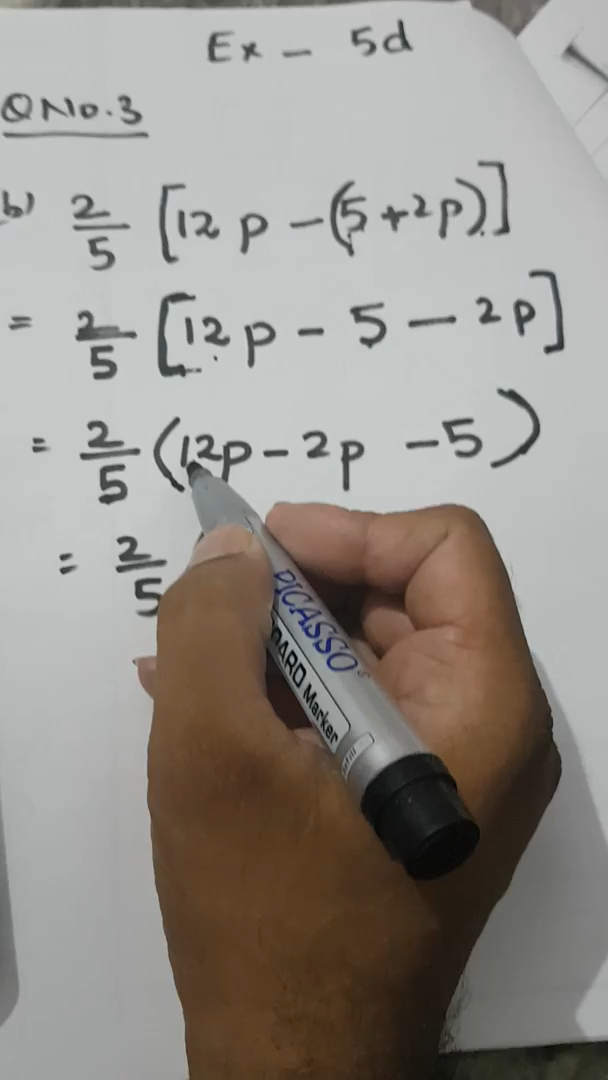 Ex - 5d
Q No.3
b) 2/5 [12p - (5 + 2p)]
= 2/5 [12p - 5 - 2p]
= 2/5 (12p - 2p - 5)
= 2/5
PICASSO
BOARD Marker